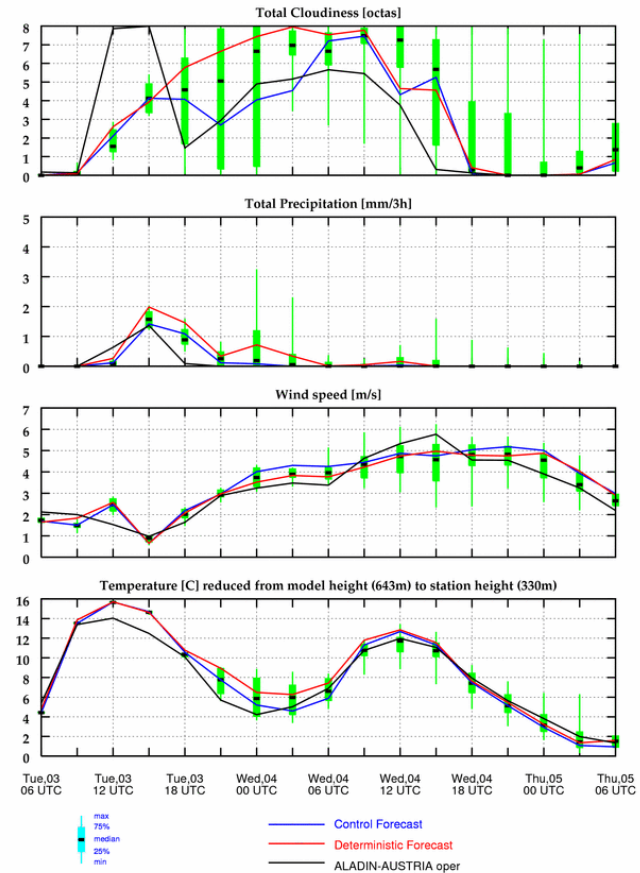 Total Cloudiness [octas]
8
7
6
5
4
3
2
1
0
Total Precipitation [mm/3h]
5
4
3
2
1
0
Wind speed [m/s]
7
6
5
4
3
2
1
0
Temperature [C] reduced from model height (643m) to station height (330m)
16
14
12
10
8
6
4
2
0
Tue,03 Tue,03 Tue,03 Wed,04 Wed,04 Wed,04 Wed,04 Thu,05 Thu,05
06 UTC 12 UTC 18 UTC 00 UTC 06 UTC 12 UTC 18 UTC 00 UTC 06 UTC
max
75%
median
25%
min
Control Forecast
Deterministic Forecast
ALADIN-AUSTRIA oper